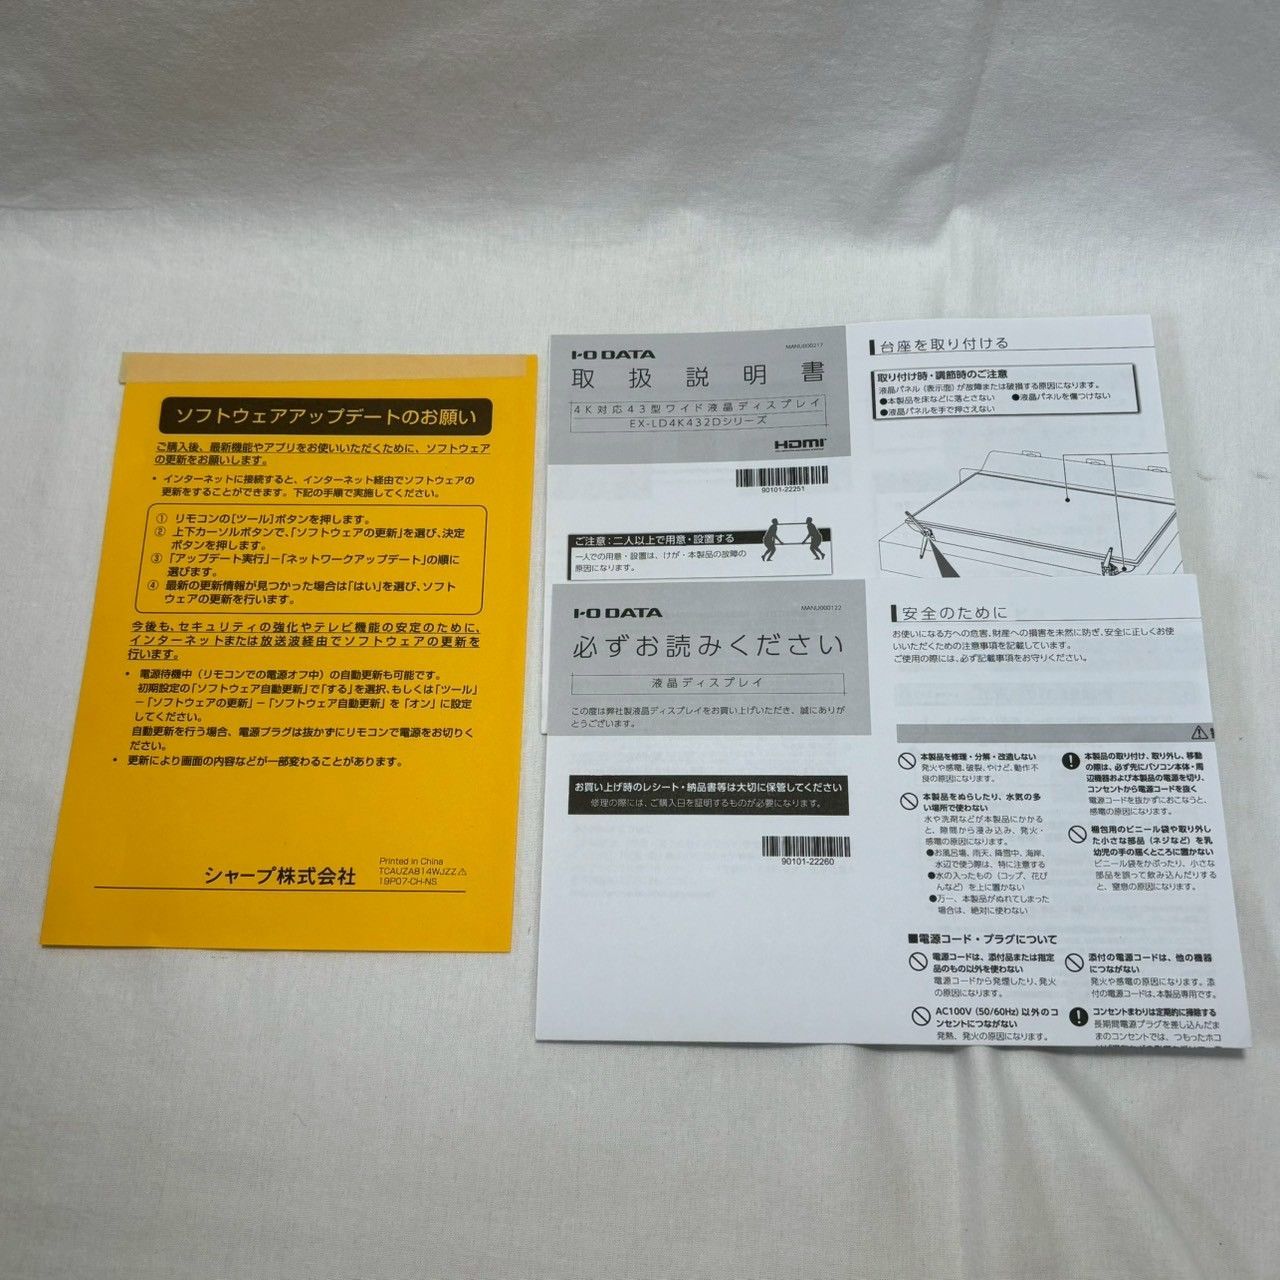 ソフトウェアアップデートのお願い
ご購入後、最新機能やアプリをお使いいただくために、ソフトウェア
の更新をお願いします。
・インターネットに接続すると、インターネット経由でソフトウェアの
更新をすることができます。下記の手順で実施してください。
① リモコンの[ツール]ボタンを押します。
② 上下カーソルボタンで、「ソフトウェアの更新」を選び、決定
ボタンを押します。
③ 「アップデート実行」–「ネットワークアップデート」の順に
選びます。
④ 最新の更新情報が見つかった場合は「はい」を選び、ソフト
ウェアの更新を行います。
今後も、セキュリティの強化やテレビ機能の安定のために、
インターネットまたは放送波経由でソフトウェアの更新を
行います。
・電源待機中（リモコンでの電源オフ中）の自動更新も可能です。
初期設定の「ソフトウェア自動更新」で「する」を選択、もしくは「ツール」
–「ソフトウェアの更新」–「ソフトウェア自動更新」を「オン」に設定
してください。
自動更新を行う場合、電源プラグは抜かずにリモコンで電源をお切りく
ださい。
・更新により画面の内容などが一部変わることがあります。
シャープ株式会社
Printed in China
TCAUZA814WJZZ⚠
19P07-CH-NS
I-O DATA
MANU000217
取扱説明書
4K対応43型ワイド液晶ディスプレイ
EX-LD4K432Dシリーズ
HDMI
90101-22251
ご注意：二人以上で用意・設置する
一人での用意・設置は、けが・本製品の故障の
原因になります。
台座を取り付ける
取り付け時・調節時のご注意
液晶パネル（表示面）が故障または破損する原因になります。
●本製品を床などに落とさない ●液晶パネルを傷つけない
●液晶パネルを手で押さえない
I-O DATA
MANU000122
必ずお読みください
液晶ディスプレイ
この度は弊社製液晶ディスプレイをお買い上げいただき、誠にありが
とうございます。
お買い上げ時のレシート・納品書等は大切に保管してください
修理の際には、ご購入日を証明するものが必要になります。
90101-22260
安全のために
お使いになる方への危害、財産への損害を未然に防ぎ、安全に正しくお使
いいただくための注意事項を記載しています。
ご使用の際には、必ず記載事項をお守りください。
本製品を修理・分解・改造しない
発火や感電、破裂、やけど、動作不
良の原因になります。
本製品をぬらしたり、水気の多
い場所で使わない
水や洗剤などが本製品にかかる
と、隙間から浸み込み、発火・
感電の原因になります。
●お風呂場、雨天、降雪中、海岸、
水辺で使う際は、特に注意する
●水の入ったもの（コップ、花び
んなど）を上に置かない
●万一、本製品がぬれてしまった
場合は、絶対に使わない
本製品の取り付け、取り外し、移動
の際は、必ず先にパソコン本体・周
辺機器および本製品の電源を切り、
コンセントから電源コードを抜く
電源コードを抜かずにおこなうと、
感電の原因になります。
梱包用のビニール袋や取り外し
た小さな部品（ネジなど）を乳
幼児の手の届くところに置かない
ビニール袋をかぶったり、小さな
部品を誤って飲み込んだりする
と、窒息の原因になります。
■電源コード・プラグについて
電源コードは、添付品または指定
品のもの以外を使わない
電源コードから発煙したり、発火
の原因になります。
AC100V（50/60Hz）以外のコ
ンセントにつながない
発熱、発火の原因になります。
添付の電源コードは、他の機器
につながない
発火や感電の原因になります。添
付の電源コードは、本製品専用です。
コンセントまわりは定期的に掃除する
長期間電源プラグを差し込んだま
まのコンセントでは、つもったホコ